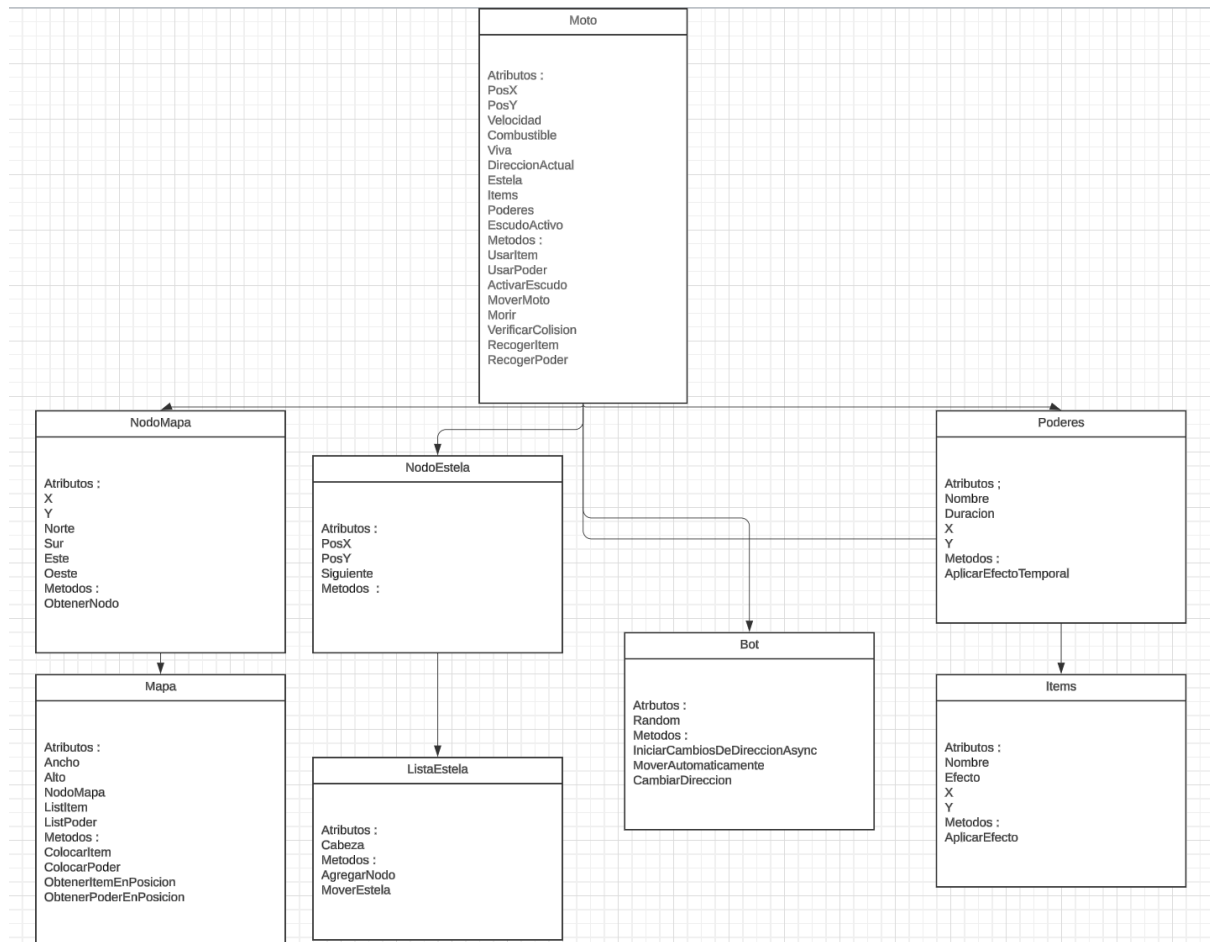 Moto
Atributos :
PosX
PosY
Velocidad
Combustible
Viva
DireccionActual
Estela
Items
Poderes
EscudoActivo
Metodos :
UsarItem
UsarPoder
ActivarEscudo
MoverMoto
Morir
VerificarColision
RecogerItem
RecogerPoder
NodoMapa
Atributos :
X
Y
Norte
Sur
Este
Oeste
Metodos :
ObtenerNodo
NodoEstela
Atributos :
PosX
PosY
Siguiente
Metodos :
Poderes
Atributos ;
Nombre
Duracion
X
Y
Metodos :
AplicarEfectoTemporal
Mapa
Atributos :
Ancho
Alto
NodoMapa
ListItem
ListPoder
Metodos :
ColocarItem
ColocarPoder
ObtenerItemEnPosicion
ObtenerPoderEnPosicion
ListaEstela
Atributos :
Cabeza
Metodos :
AgregarNodo
MoverEstela
Bot
Atrbutos :
Random
Metodos :
IniciarCambiosDeDireccionAsync
MoverAutomaticamente
CambiarDireccion
Items
Atributos :
Nombre
Efecto
X
Y
Metodos :
AplicarEfecto